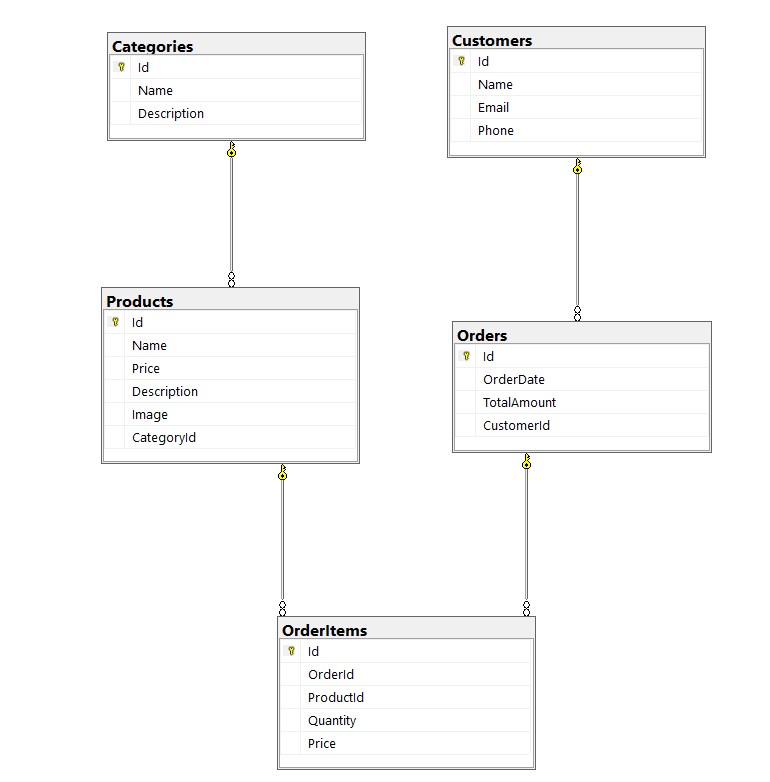 Categories
Id
Name
Description
Customers
Id
Name
Email
Phone
Products
Id
Name
Price
Description
Image
CategoryId
Orders
Id
OrderDate
TotalAmount
CustomerId
OrderItems
Id
OrderId
ProductId
Quantity
Price